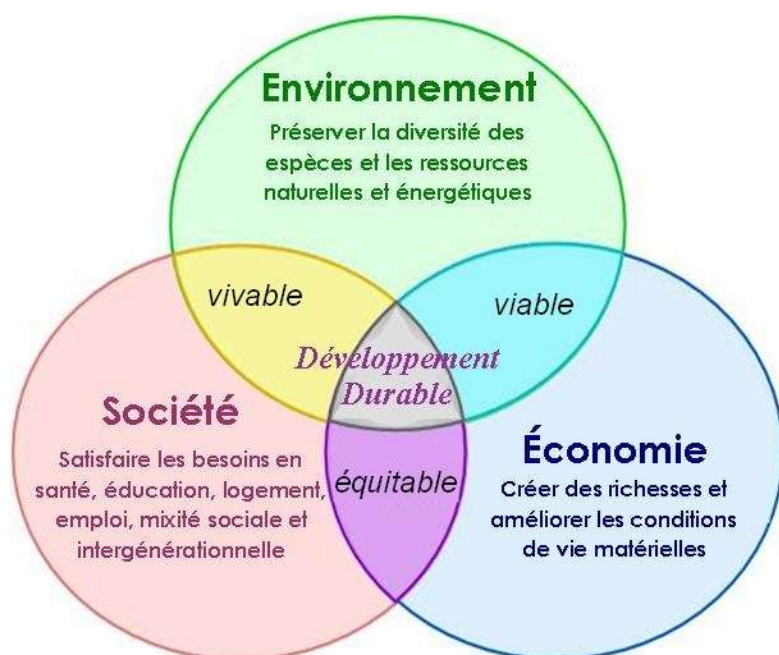 Environnement
Préserver la diversité des
espèces et les ressources
naturelles et énergétiques
vivable
viable
Développement
Durable
Société
Satisfaire les besoins en
santé, éducation, logement,
emploi, mixité sociale et
intergénérationnelle
équitable
Économie
Créer des richesses et
améliorer les conditions
de vie matérielles